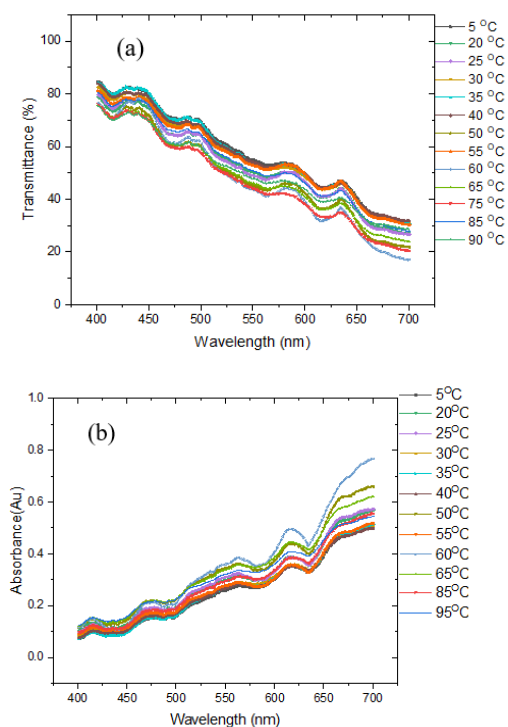 (a)
100
80
60
40
20
0
Transmittance (%)
400 450 500 550 600 650 700
Wavelength (nm)
5 °C
20 °C
25 °C
30 °C
35 °C
40 °C
50 °C
55 °C
60 °C
65 °C
75 °C
85 °C
90 °C
(b)
1.0
0.8
0.6
0.4
0.2
0.0
Absorbance(Au)
400 450 500 550 600 650 700
Wavelength (nm)
5°C
20°C
25°C
30°C
35°C
40°C
50°C
55°C
60°C
65°C
85°C
95°C